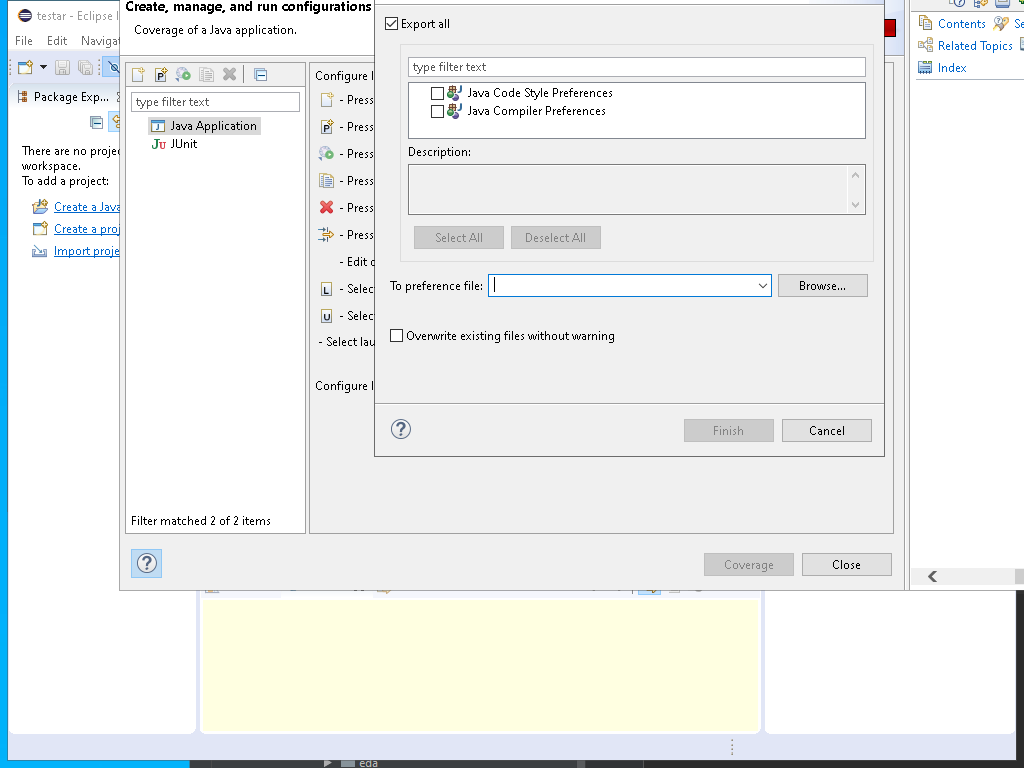 testar - Eclipse I
File Edit Navigat
Package Exp...
There are no projec
workspace.
To add a project:
Create a Java
Create a proj
Import proje
Create, manage, and run configurations
Coverage of a Java application.
type filter text
Java Application
JUnit
Filter matched 2 of 2 items
Configure l
- Press
- Press
- Press
- Press
- Press
- Press
- Edit c
- Selec
- Selec
- Select lau
Configure l
Coverage
Close
Export all
type filter text
Java Code Style Preferences
Java Compiler Preferences
Description:
Select All
Deselect All
To preference file:
Browse...
Overwrite existing files without warning
Finish
Cancel
Contents
Se
Related Topics
Index
eda